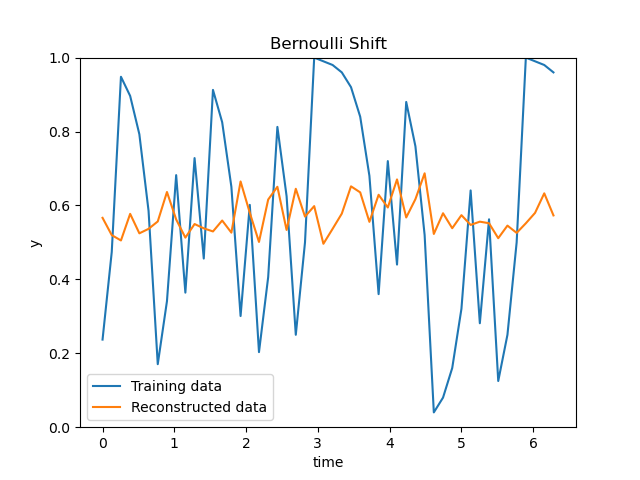 Bernoulli Shift
1.0
0.8
0.6
0.4
0.2
0.0
y
Training data
Reconstructed data
0 1 2 3 4 5 6
time